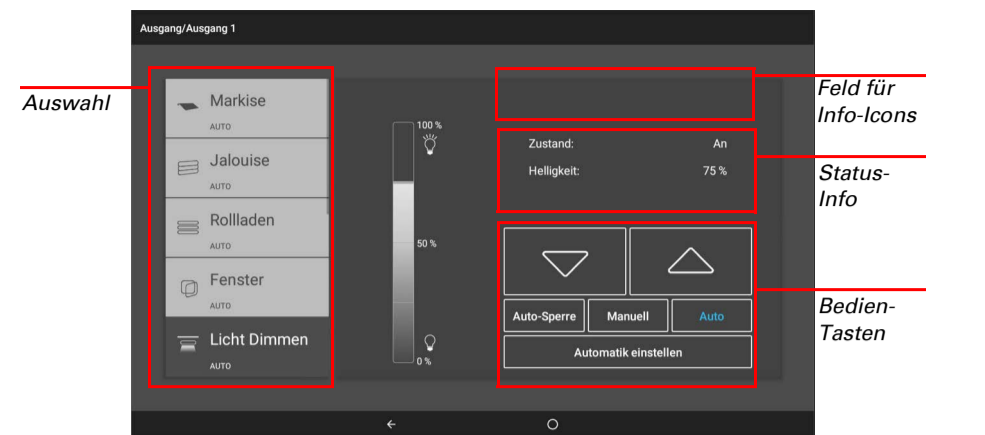 Ausgang/Ausgang 1
Auswahl
Markise
AUTO
Jalouise
AUTO
Rollladen
AUTO
Fenster
AUTO
Licht Dimmen
AUTO
100 %
50 %
0 %
Zustand: An
Helligkeit: 75 %
Auto-Sperre Manuell Auto
Automatik einstellen
Feld für
Info-Icons
Status-
Info
Bedien-
Tasten